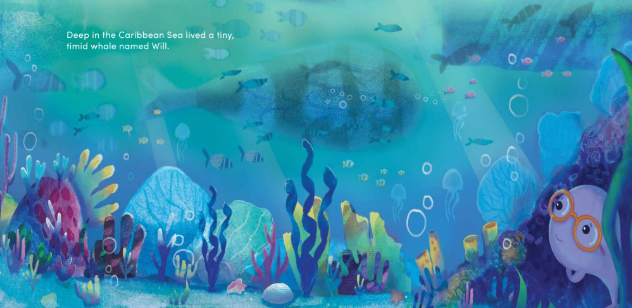 Deep in the Caribbean Sea lived a tiny,
timid whale named Will.